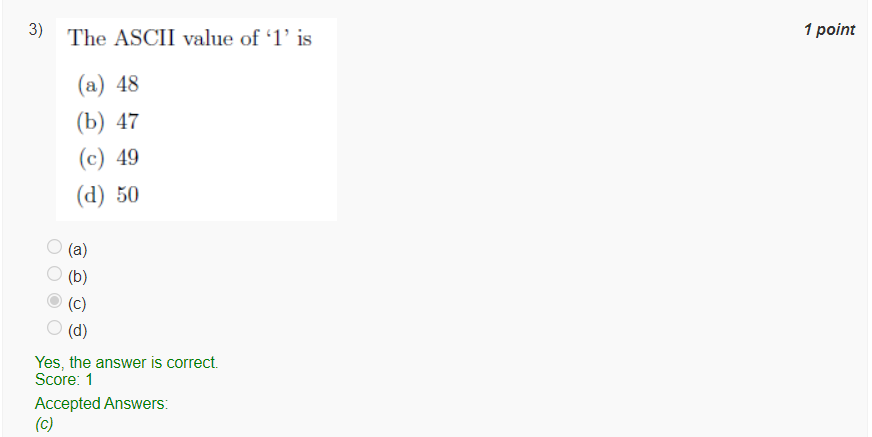 3) The ASCII value of ‘1’ is 1 point
(a) 48
(b) 47
(c) 49
(d) 50
(a)
(b)
(c)
(d)
Yes, the answer is correct.
Score: 1
Accepted Answers:
(c)